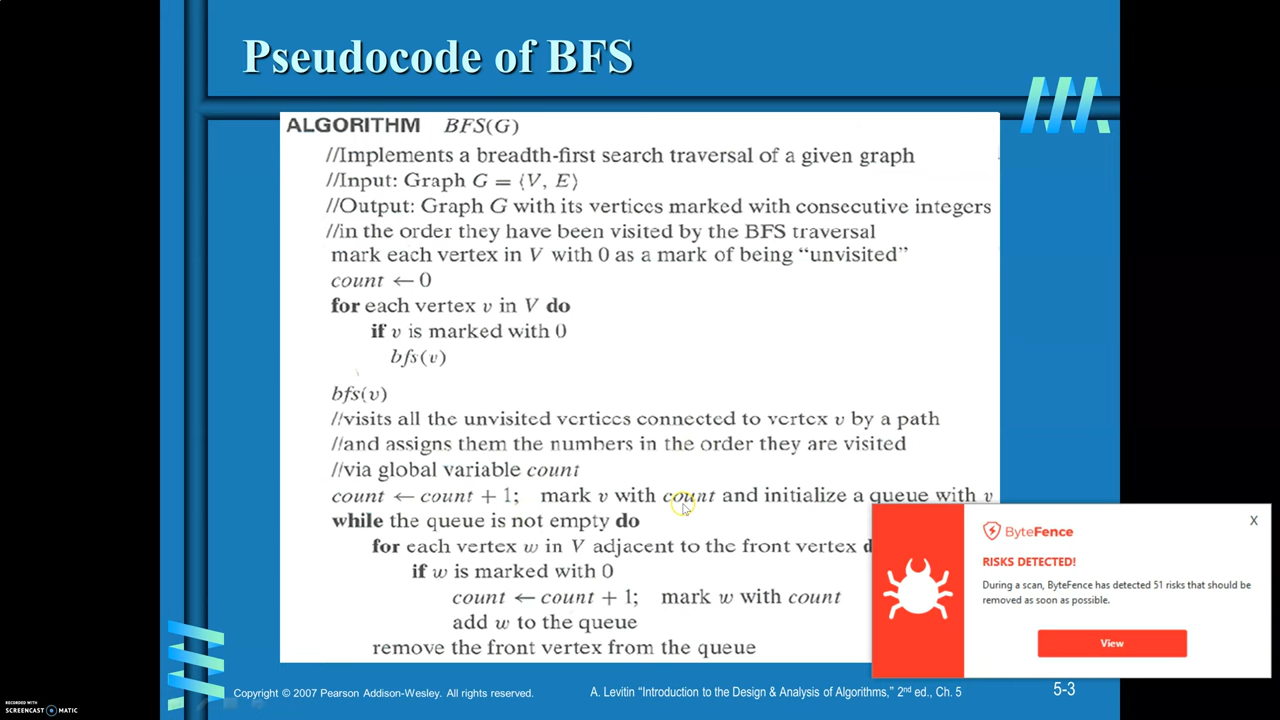 Pseudocode of BFS
ALGORITHM BFS(G)
//Implements a breadth-first search traversal of a given graph
//Input: Graph G = ⟨V, E⟩
//Output: Graph G with its vertices marked with consecutive integers
//in the order they have been visited by the BFS traversal
mark each vertex in V with 0 as a mark of being “unvisited”
count ← 0
for each vertex v in V do
if v is marked with 0
bfs(v)
bfs(v)
//visits all the unvisited vertices connected to vertex v by a path
//and assigns them the numbers in the order they are visited
//via global variable count
count ← count + 1; mark v with count and initialize a queue with v
while the queue is not empty do
for each vertex w in V adjacent to the front vertex d
if w is marked with 0
count ← count + 1; mark w with count
add w to the queue
remove the front vertex from the queue
ByteFence
X
RISKS DETECTED!
During a scan, ByteFence has detected 51 risks that should be
removed as soon as possible.
View
Copyright © 2007 Pearson Addison-Wesley. All rights reserved.
A. Levitin “Introduction to the Design & Analysis of Algorithms,” 2nd ed., Ch. 5
5-3
RECORDED WITH
SCREENCAST MATIC